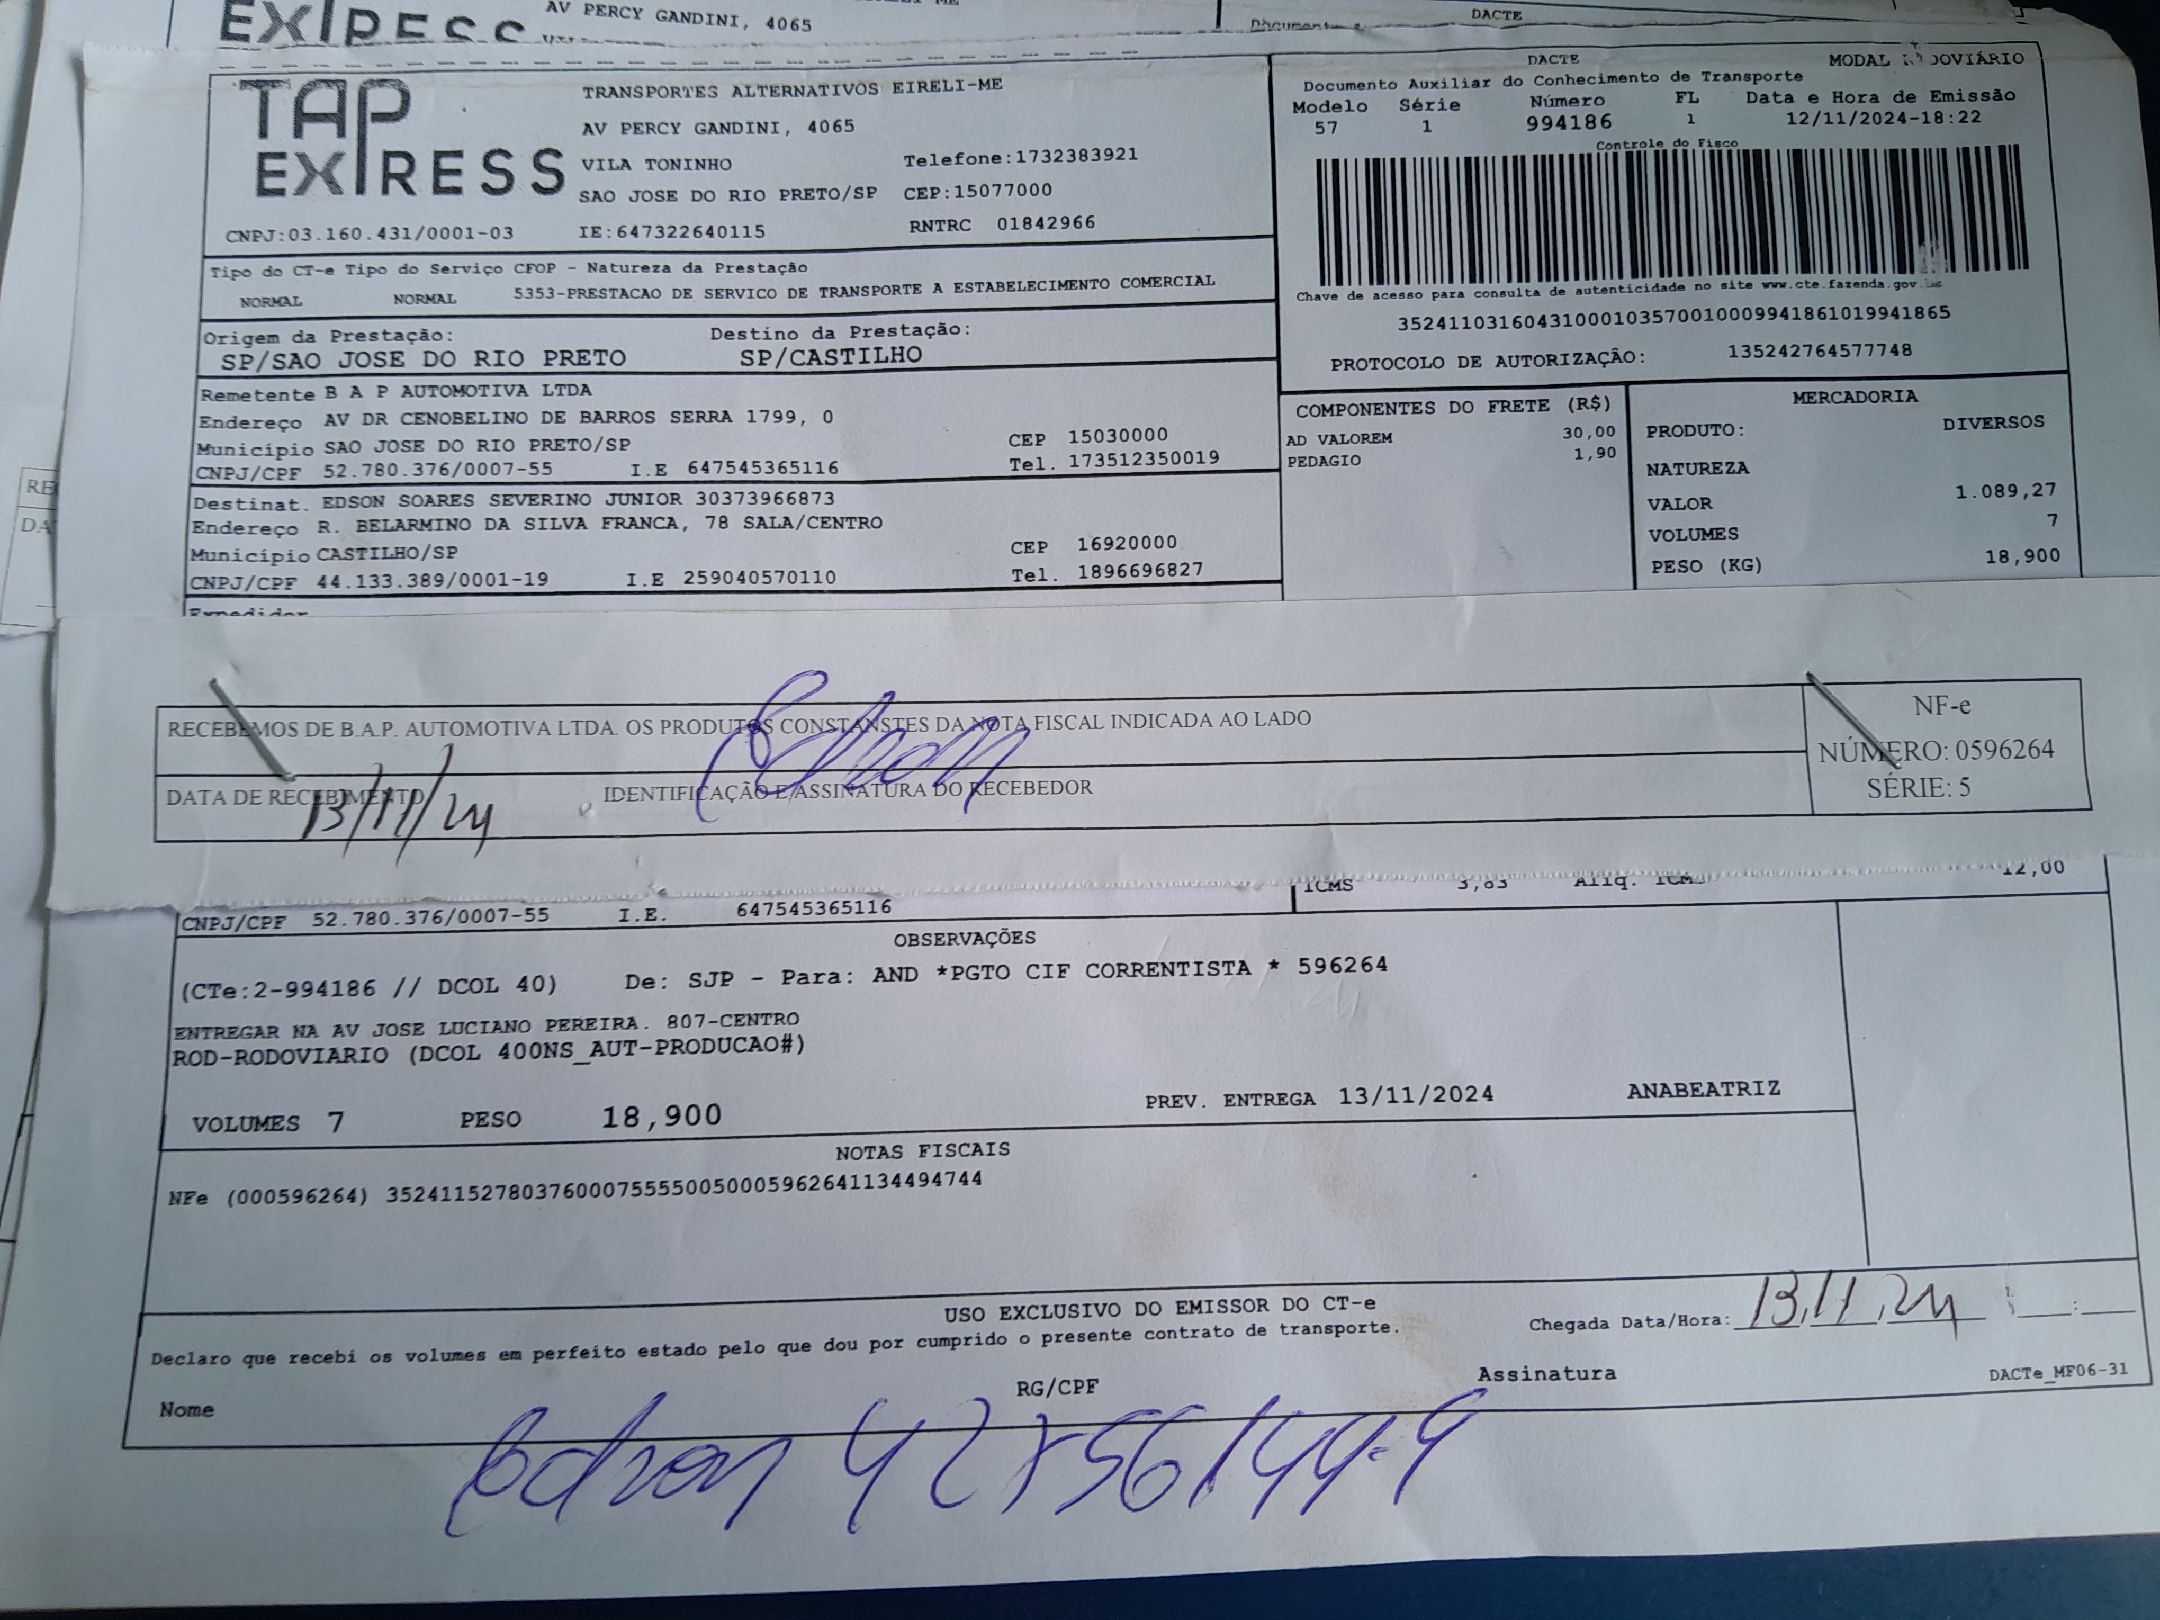 EXPRESS
AV PERCY GANDINI, 4065
DACTE
TAP
EXPRESS
TRANSPORTES ALTERNATIVOS EIRELI-ME
AV PERCY GANDINI, 4065
VILA TONINHO Telefone:1732383921
SAO JOSE DO RIO PRETO/SP CEP:15077000
CNPJ:03.160.431/0001-03 IE:647322640115 RNTRC 01842966
DACTE MODAL RODOVIÁRIO
Documento Auxiliar do Conhecimento de Transporte
Modelo Série Número FL Data e Hora de Emissão
57 1 994186 1 12/11/2024-18:22
Controle do Fisco
Chave de acesso para consulta de autenticidade no site www.cte.fazenda.gov.
35241103160431000103570010009941861019941865
PROTOCOLO DE AUTORIZAÇÃO: 135242764577748
Tipo do CT-e Tipo do Serviço CFOP - Natureza da Prestação
NORMAL NORMAL 5353-PRESTACAO DE SERVICO DE TRANSPORTE A ESTABELECIMENTO COMERCIAL
Origem da Prestação: Destino da Prestação:
SP/SAO JOSE DO RIO PRETO SP/CASTILHO
Remetente B A P AUTOMOTIVA LTDA
Endereço AV DR CENOBELINO DE BARROS SERRA 1799, 0
Município SAO JOSE DO RIO PRETO/SP CEP 15030000
CNPJ/CPF 52.780.376/0007-55 I.E 647545365116 Tel. 173512350019
Destinat. EDSON SOARES SEVERINO JUNIOR 30373966873
Endereço R. BELARMINO DA SILVA FRANCA, 78 SALA/CENTRO
Município CASTILHO/SP CEP 16920000
CNPJ/CPF 44.133.389/0001-19 I.E 259040570110 Tel. 1896696827
Expedidor
COMPONENTES DO FRETE (R$)
AD VALOREM 30,00
PEDAGIO 1,90
MERCADORIA
PRODUTO: DIVERSOS
NATUREZA
VALOR 1.089,27
VOLUMES 7
PESO (KG) 18,900
RECEBEMOS DE B.A.P. AUTOMOTIVA LTDA. OS PRODUTOS CONSTANSTES DA NOTA FISCAL INDICADA AO LADO
DATA DE RECEBIMENTO IDENTIFICAÇÃO E ASSINATURA DO RECEBEDOR
13/11/24 Edson
NF-e
NÚMERO: 0596264
SÉRIE: 5
ICMS 3,83 Aliq. ICMS 12,00
CNPJ/CPF 52.780.376/0007-55 I.E. 647545365116
OBSERVAÇÕES
(CTe:2-994186 // DCOL 40) De: SJP - Para: AND *PGTO CIF CORRENTISTA * 596264
ENTREGAR NA AV JOSE LUCIANO PEREIRA. 807-CENTRO
ROD-RODOVIARIO (DCOL 400NS_AUT-PRODUCAO#)
VOLUMES 7 PESO 18,900 PREV. ENTREGA 13/11/2024 ANABEATRIZ
NOTAS FISCAIS
NFe (000596264) 35241152780376000755550050005962641134494744
USO EXCLUSIVO DO EMISSOR DO CT-e
Declaro que recebi os volumes em perfeito estado pelo que dou por cumprido o presente contrato de transporte.
Chegada Data/Hora: 13,11,24
Nome RG/CPF Assinatura DACTe_MF06-31
Edson